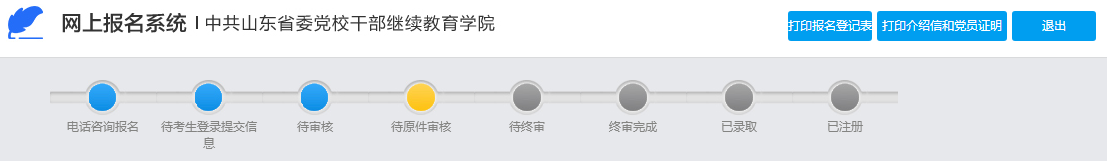 网上报名系统 | 中共山东省委党校干部继续教育学院
打印报名登记表 打印介绍信和党员证明 退出
电话咨询报名 待考生登录提交信息 待审核 待原件审核 待终审 终审完成 已录取 已注册